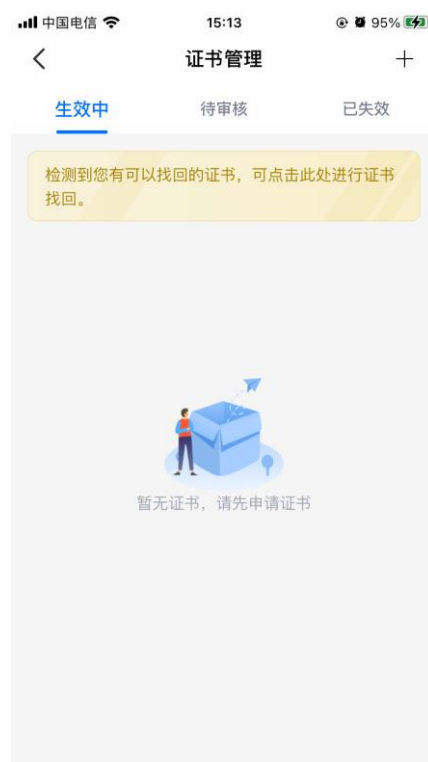 中国电信 15:13 95%
证书管理
生效中 待审核 已失效
检测到您有可以找回的证书，可点击此处进行证书
找回。
暂无证书，请先申请证书